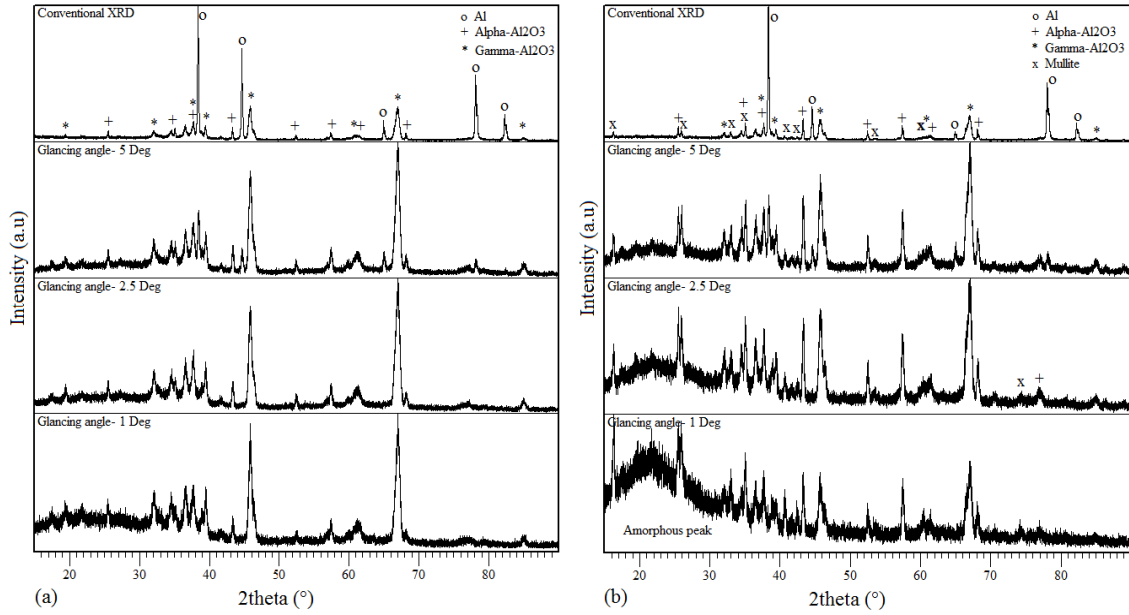 Conventional XRD
o
o Al
+ Alpha-Al2O3
* Gamma-Al2O3
o
o
o
o
* + * * + * + * + * + + * + * + *
Glancing angle- 5 Deg
Glancing angle- 2.5 Deg
Glancing angle- 1 Deg
Intensity (a.u)
20 30 40 50 60 70 80
(a)
2theta (°)
Conventional XRD
o
o Al
+ Alpha-Al2O3
* Gamma-Al2O3
x Mullite
o
o
o
o
x + x * x + x * + * x x + * + x + x * + * + *
Glancing angle- 5 Deg
Glancing angle- 2.5 Deg
x +
Glancing angle- 1 Deg
Amorphous peak
Intensity (a.u)
20 30 40 50 60 70 80
(b)
2theta (°)